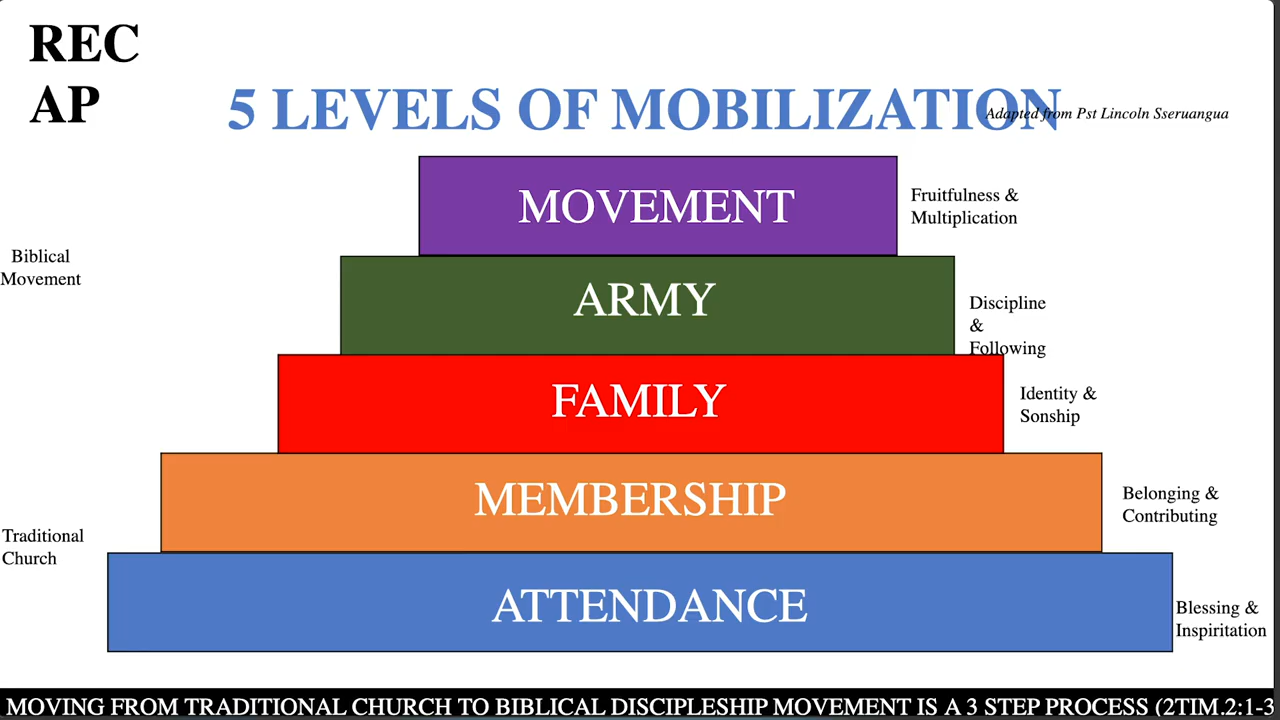 REC
AP
5 LEVELS OF MOBILIZATION
Adapted from Pst Lincoln Sseruangua
MOVEMENT
Fruitfulness &
Multiplication
Biblical
Movement
ARMY
Discipline
&
Following
FAMILY
Identity &
Sonship
MEMBERSHIP
Belonging &
Contributing
Traditional
Church
ATTENDANCE
Blessing &
Inspiritation
MOVING FROM TRADITIONAL CHURCH TO BIBLICAL DISCIPLESHIP MOVEMENT IS A 3 STEP PROCESS (2TIM.2:1-3